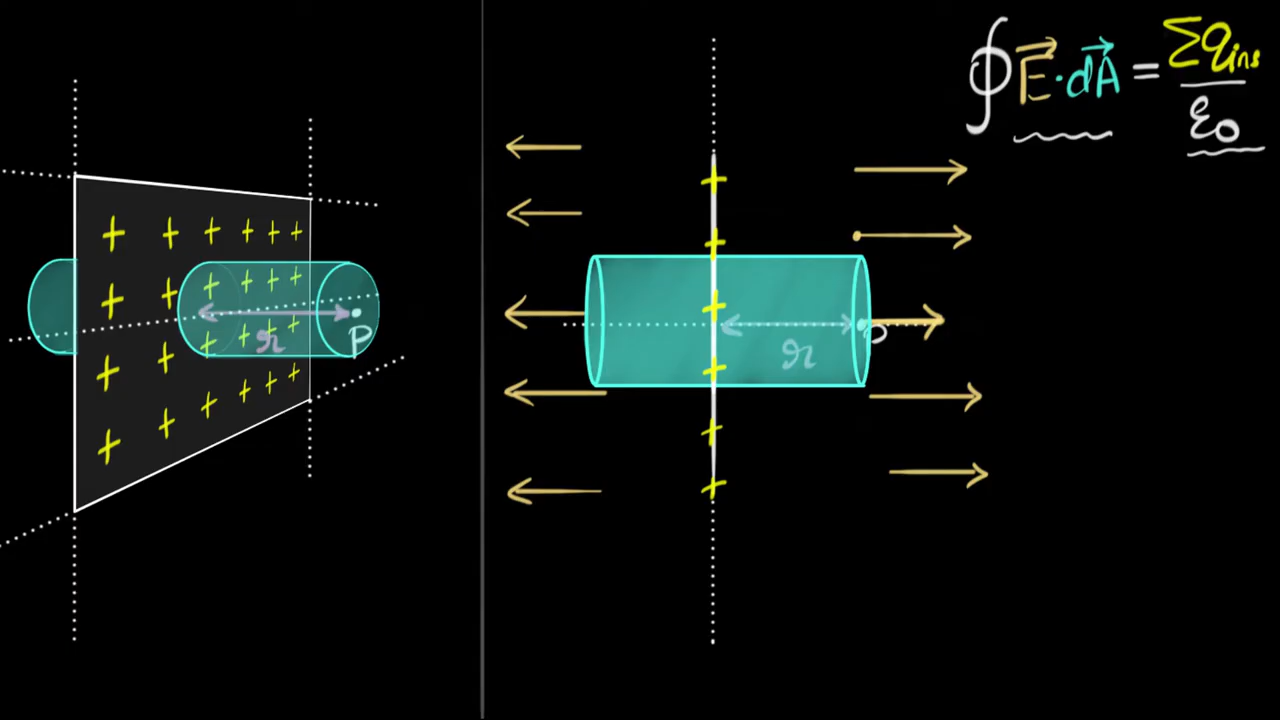 ∮ E⃗ · dA⃗ = Σq_ins / ε₀
r
P
r
P